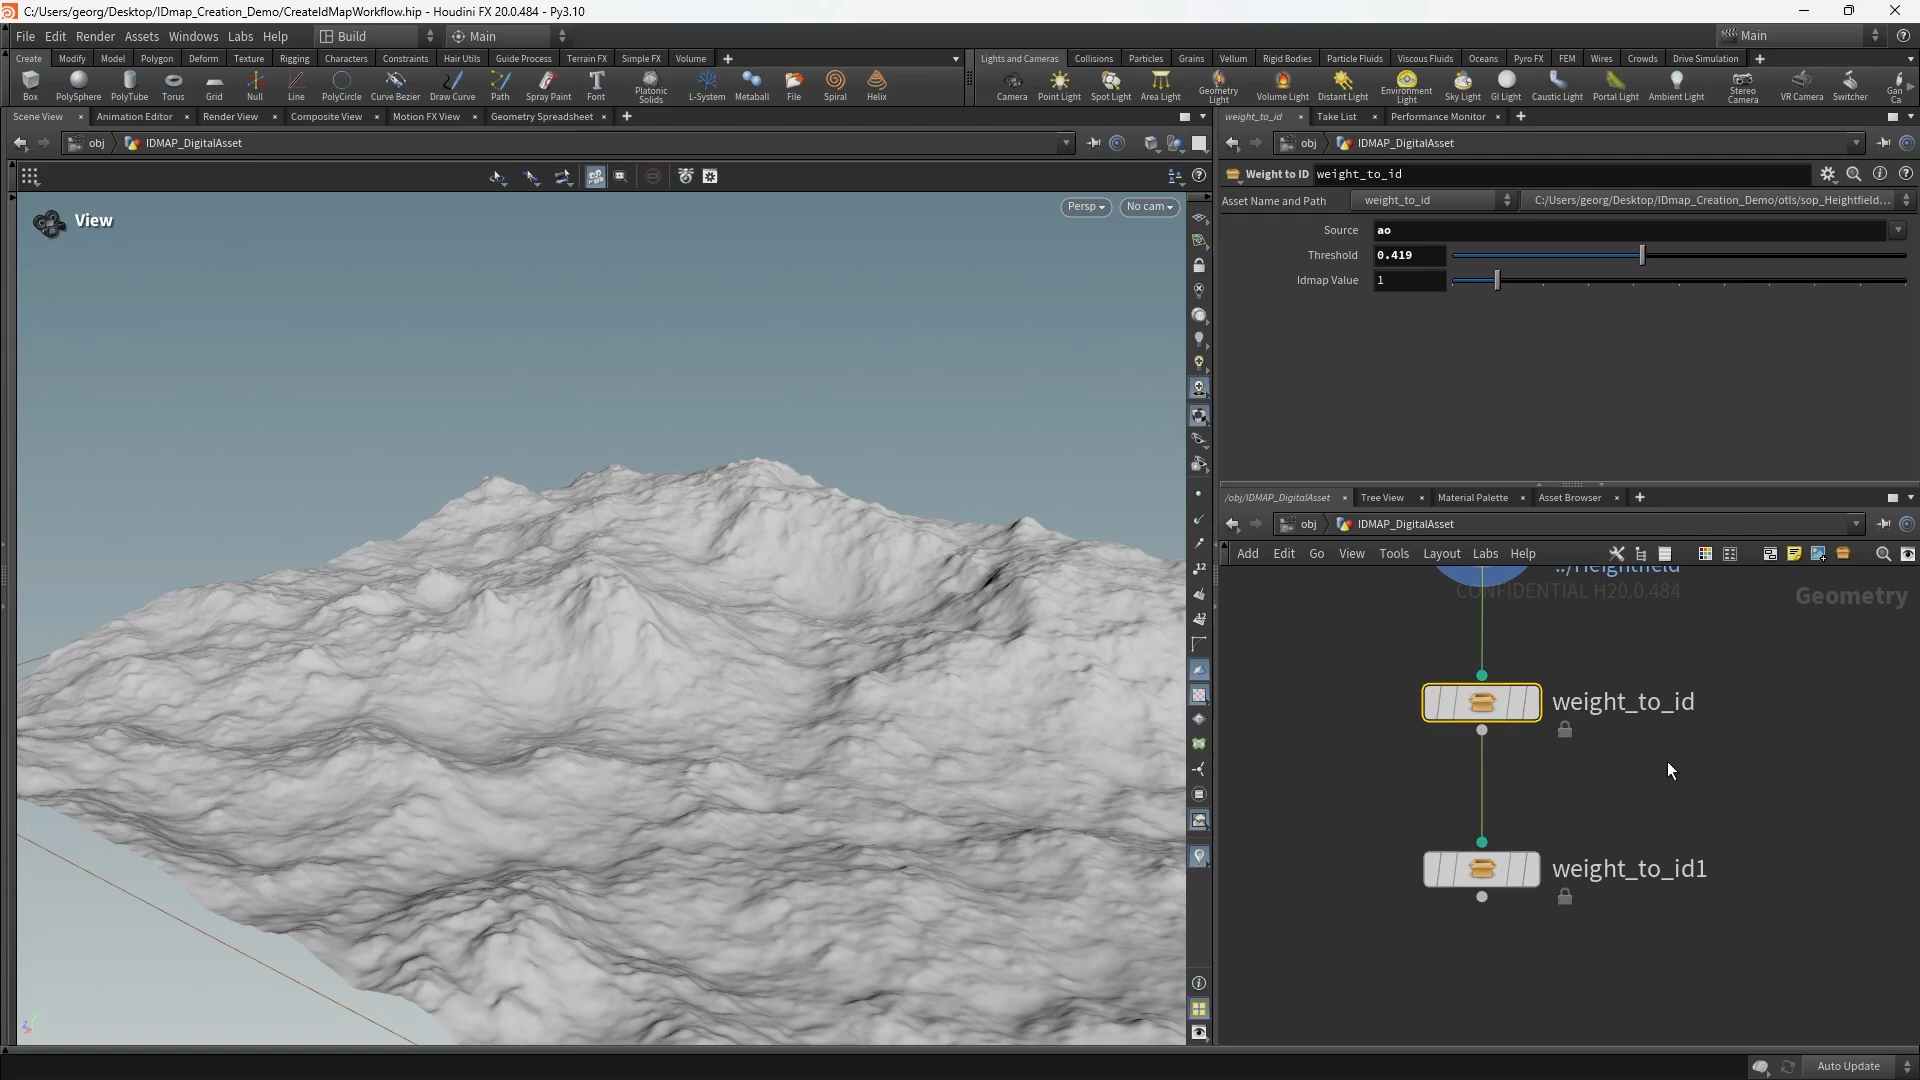 C:/Users/georg/Desktop/IDmap_Creation_Demo/CreateIdMapWorkflow.hip - Houdini FX 20.0.484 - Py3.10
File Edit Render Assets Windows Labs Help Build Main Main
Create Modify Model Polygon Deform Texture Rigging Characters Constraints Hair Utils Guide Process Terrain FX Simple FX Volume
Lights and Cameras Collisions Particles Grains Vellum Rigid Bodies Particle Fluids Viscous Fluids Oceans Pyro FX FEM Wires Crowds Drive Simulation
Box PolySphere PolyTube Torus Grid Null Line PolyCircle Curve Bezier Draw Curve Path Spray Paint Font Platonic Solids L-System Metaball File Spiral Helix
Camera Point Light Spot Light Area Light Geometry Light Volume Light Distant Light Environment Light Sky Light GI Light Caustic Light Portal Light Ambient Light Stereo Camera VR Camera Switcher Gan Ca
Scene View Animation Editor Render View Composite View Motion FX View Geometry Spreadsheet
weight_to_id Take List Performance Monitor
obj IDMAP_DigitalAsset
obj IDMAP_DigitalAsset
Weight to ID weight_to_id
Asset Name and Path weight_to_id C:/Users/georg/Desktop/IDmap_Creation_Demo/otls/sop_Heightfield...
View
Persp No cam
Source ao
Threshold 0.419
Idmap Value 1
/obj/IDMAP_DigitalAsset Tree View Material Palette Asset Browser
obj IDMAP_DigitalAsset
Add Edit Go View Tools Layout Labs Help
../Heightfield
CONFIDENTIAL H20.0.484
Geometry
weight_to_id
weight_to_id1
12
12
Auto Update